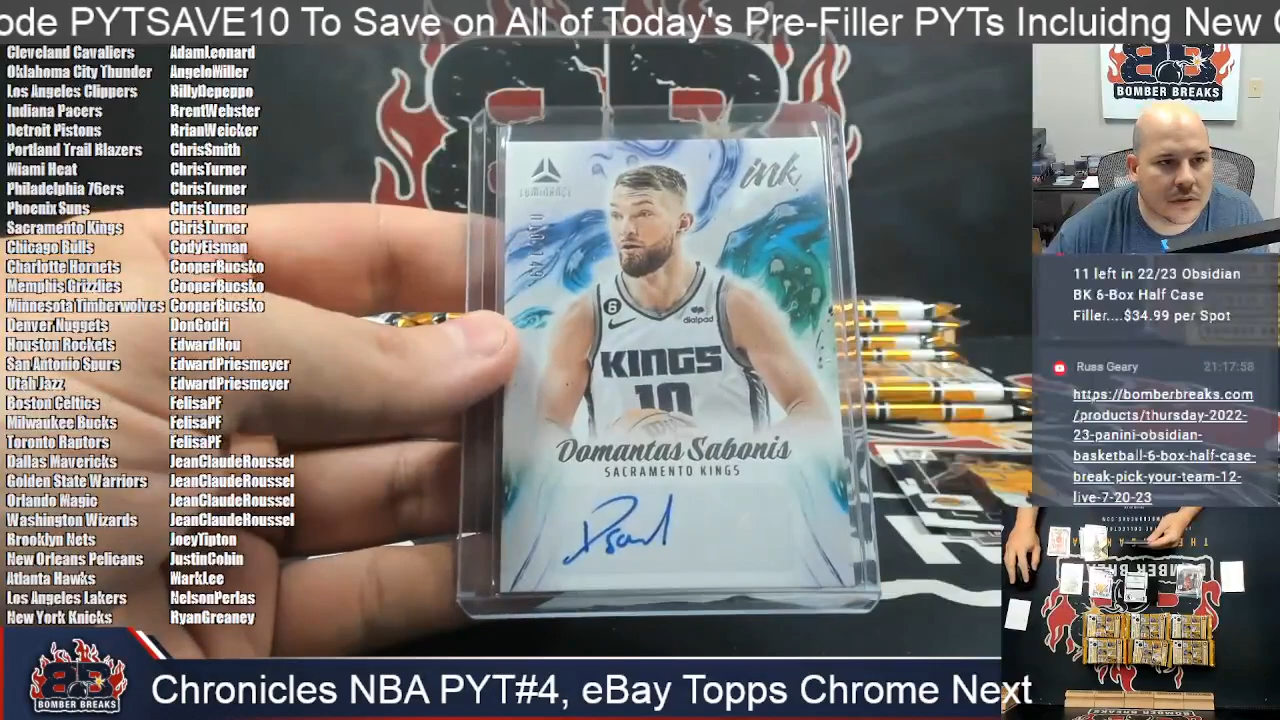 ode PYTSAVE10 To Save on All of Today's Pre-Filler PYTs Incluidng New
Cleveland Cavaliers AdamLeonard
Oklahoma City Thunder AngeloMiller
Los Angeles Clippers BillyDepeppo
Indiana Pacers BrentWebster
Detroit Pistons BrianWeicker
Portland Trail Blazers ChrisSmith
Miami Heat ChrisTurner
Philadelphia 76ers ChrisTurner
Phoenix Suns ChrisTurner
Sacramento Kings ChrisTurner
Chicago Bulls CodyEisman
Charlotte Hornets CooperBucsko
Memphis Grizzlies CooperBucsko
Minnesota Timberwolves CooperBucsko
Denver Nuggets DonGodri
Houston Rockets EdwardHou
San Antonio Spurs EdwardPriesmeyer
Utah Jazz EdwardPriesmeyer
Boston Celtics FelisaPF
Milwaukee Bucks FelisaPF
Toronto Raptors FelisaPF
Dallas Mavericks JeanClaudeRoussel
Golden State Warriors JeanClaudeRoussel
Orlando Magic JeanClaudeRoussel
Washington Wizards JeanClaudeRoussel
Brooklyn Nets JoeyTipton
New Orleans Pelicans JustinCobin
Atlanta Hawks MarkLee
Los Angeles Lakers NelsonPerlas
New York Knicks RyanGreaney
LUMINANCE
ink
6
dialpad
KINGS
10
Domantas Sabonis
SACRAMENTO KINGS
BOMBER BREAKS
11 left in 22/23 Obsidian
BK 6-Box Half Case
Filler....$34.99 per Spot
Russ Geary 21:17:58
https://bomberbreaks.com
/products/thursday-2022-
23-panini-obsidian-
basketball-6-box-half-case-
break-pick-your-team-12-
live-7-20-23
BOMBER BREAKS
Chronicles NBA PYT#4, eBay Topps Chrome Next